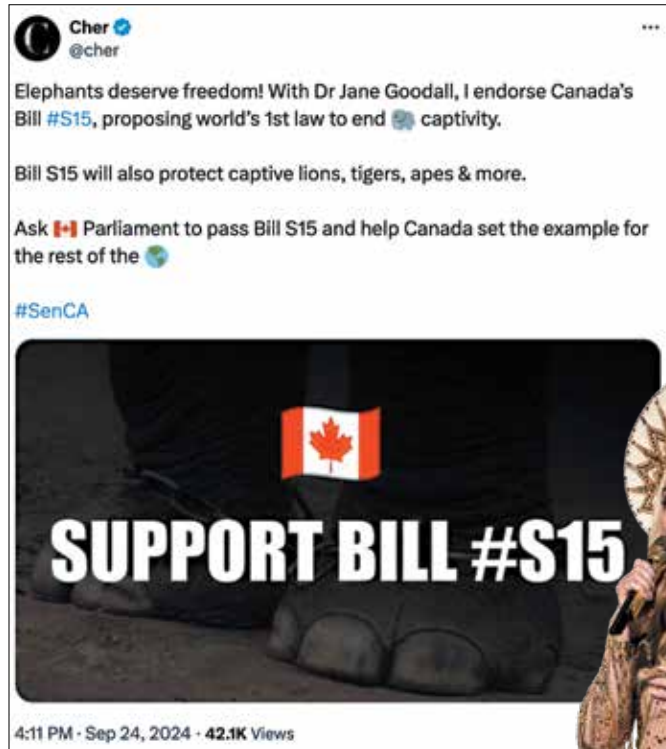 Cher
@cher
Elephants deserve freedom! With Dr Jane Goodall, I endorse Canada's
Bill #S15, proposing world's 1st law to end 🐘 captivity.
Bill S15 will also protect captive lions, tigers, apes & more.
Ask 🇨🇦 Parliament to pass Bill S15 and help Canada set the example for
the rest of the 🌎
#SenCA
SUPPORT BILL #S15
4:11 PM · Sep 24, 2024 · 42.1K Views